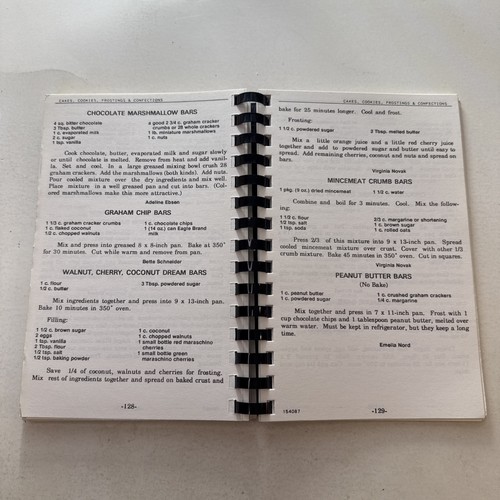 CAKES, COOKIES, FROSTINGS & CONFECTIONS
CHOCOLATE MARSHMALLOW BARS
4 sq. bitter chocolate
3 Tbsp. butter
1 c. evaporated milk
2 c. sugar
1 tsp. vanilla
4 good 2 3/4 c. graham cracker
crumbs or 28 whole crackers
1 lb. miniature marshmallows
1 c. nuts
Cook chocolate, butter, evaporated milk and sugar slowly
or until chocolate is melted. Remove from heat and add vanil-
la. Set and cool. In a large greased mixing bowl crush 28
graham crackers. Add the marshmallows (both kinds). Add nuts.
Pour cooled mixture over the dry ingredients and mix well.
Place mixture in a well greased pan and cut into bars. (Col-
ored marshmallows make this more attractive.)
Adeline Ebsen
GRAHAM CHIP BARS
1 1/3 c. graham cracker crumbs
1 c. flaked coconut
1/2 c. chopped walnuts
1 c. chocolate chips
1 (14 oz.) can Eagle Brand
milk
Mix and press into greased 8 x 8-inch pan. Bake at 350°
for 30 minutes. Cut while warm and remove from pan.
Bette Schneider
WALNUT, CHERRY, COCONUT DREAM BARS
1 c. flour
1/2 c. butter
3 Tbsp. powdered sugar
Mix ingredients together and press into 9 x 13-inch pan.
Bake 10 minutes in 350° oven.
Filling:
1 1/2 c. brown sugar
2 eggs
1 tsp. vanilla
2 Tbsp. flour
1/2 tsp. salt
1/2 tsp. baking powder
1 c. coconut
1 c. chopped walnuts
1 small bottle red maraschino
cherries
1 small bottle green
maraschino cherries
Save 1/4 of coconut, walnuts and cherries for frosting.
Mix rest of ingredients together and spread on baked crust and
-128-
CAKES, COOKIES, FROSTINGS & CONFECTIONS
bake for 25 minutes longer. Cool and frost.
Frosting:
1 1/2 c. powdered sugar
2 Tbsp. melted butter
Mix a little orange juice and a little red cherry juice
together and add to powdered sugar and butter until easy to
spread. Add remaining cherries, coconut and nuts and spread on
bars.
Virginia Novak
MINCEMEAT CRUMB BARS
1 pkg. (9 oz.) dried mincemeat
1 1/2 c. water
Combine and boil for 3 minutes. Cool. Mix the follow-
ing:
1 1/2 c. flour
1/2 tsp. salt
1 tsp. soda
2/3 c. margarine or shortening
1 c. brown sugar
1 c. rolled oats
Press 2/3 of this mixture into 9 x 13-inch pan. Spread
cooled mincemeat mixture over crust. Cover with other 1/3
crumb mixture. Bake 45 minutes in 350° oven. Cut in squares.
Virginia Novak
PEANUT BUTTER BARS
(No Bake)
1 c. peanut butter
1 c. powdered sugar
1 c. crushed graham crackers
1/4 c. margarine
Mix together and press in 7 x 11-inch pan. Frost with 1
cup chocolate chips and 1 tablespoon peanut butter, melted over
warm water. Must be kept in refrigerator, but they keep a long
time.
Emelia Nord
154087
-129-